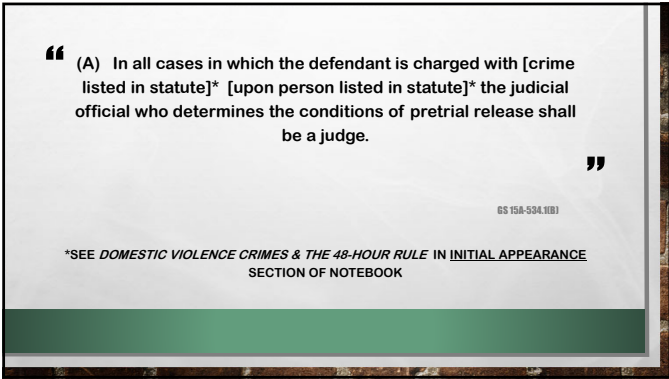 “ (A) In all cases in which the defendant is charged with [crime
listed in statute]* [upon person listed in statute]* the judicial
official who determines the conditions of pretrial release shall
be a judge.
”
GS 15A-534.1(B)
*SEE DOMESTIC VIOLENCE CRIMES & THE 48-HOUR RULE IN INITIAL APPEARANCE
SECTION OF NOTEBOOK